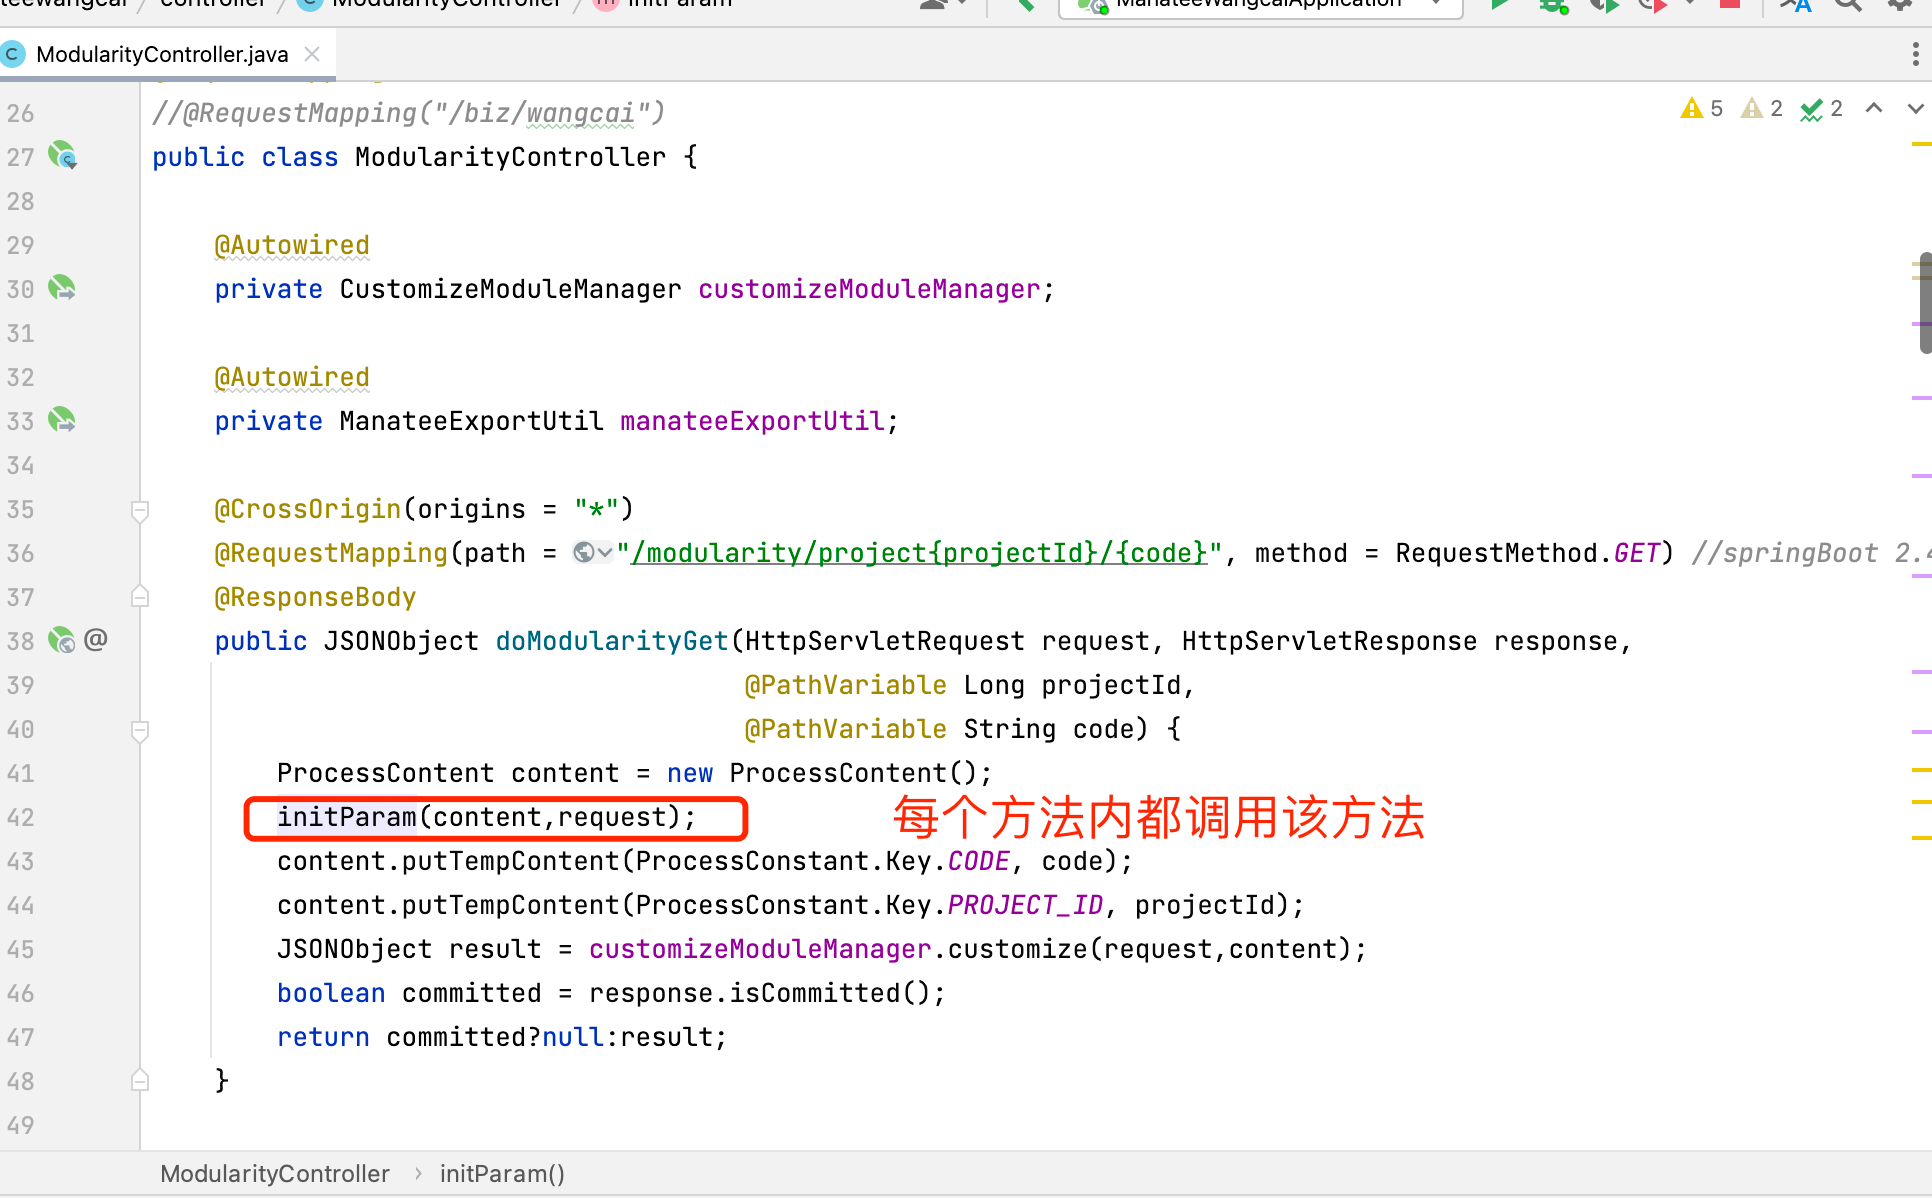 controller / ModularityController / initParam
ManateeWangcaiApplication
ModularityController.java
5 2 2
26 //@RequestMapping("/biz/wangcai")
27 public class ModularityController {
28
29 @Autowired
30 private CustomizeModuleManager customizeModuleManager;
31
32 @Autowired
33 private ManateeExportUtil manateeExportUtil;
34
35 @CrossOrigin(origins = "*")
36 @RequestMapping(path = "/modularity/project{projectId}/{code}", method = RequestMethod.GET) //springBoot 2.4
37 @ResponseBody
38 @ public JSONObject doModularityGet(HttpServletRequest request, HttpServletResponse response,
39 @PathVariable Long projectId,
40 @PathVariable String code) {
41 ProcessContent content = new ProcessContent();
42 initParam(content,request); 每个方法内都调用该方法
43 content.putTempContent(ProcessConstant.Key.CODE, code);
44 content.putTempContent(ProcessConstant.Key.PROJECT_ID, projectId);
45 JSONObject result = customizeModuleManager.customize(request,content);
46 boolean committed = response.isCommitted();
47 return committed?null:result;
48 }
49
ModularityController › initParam()